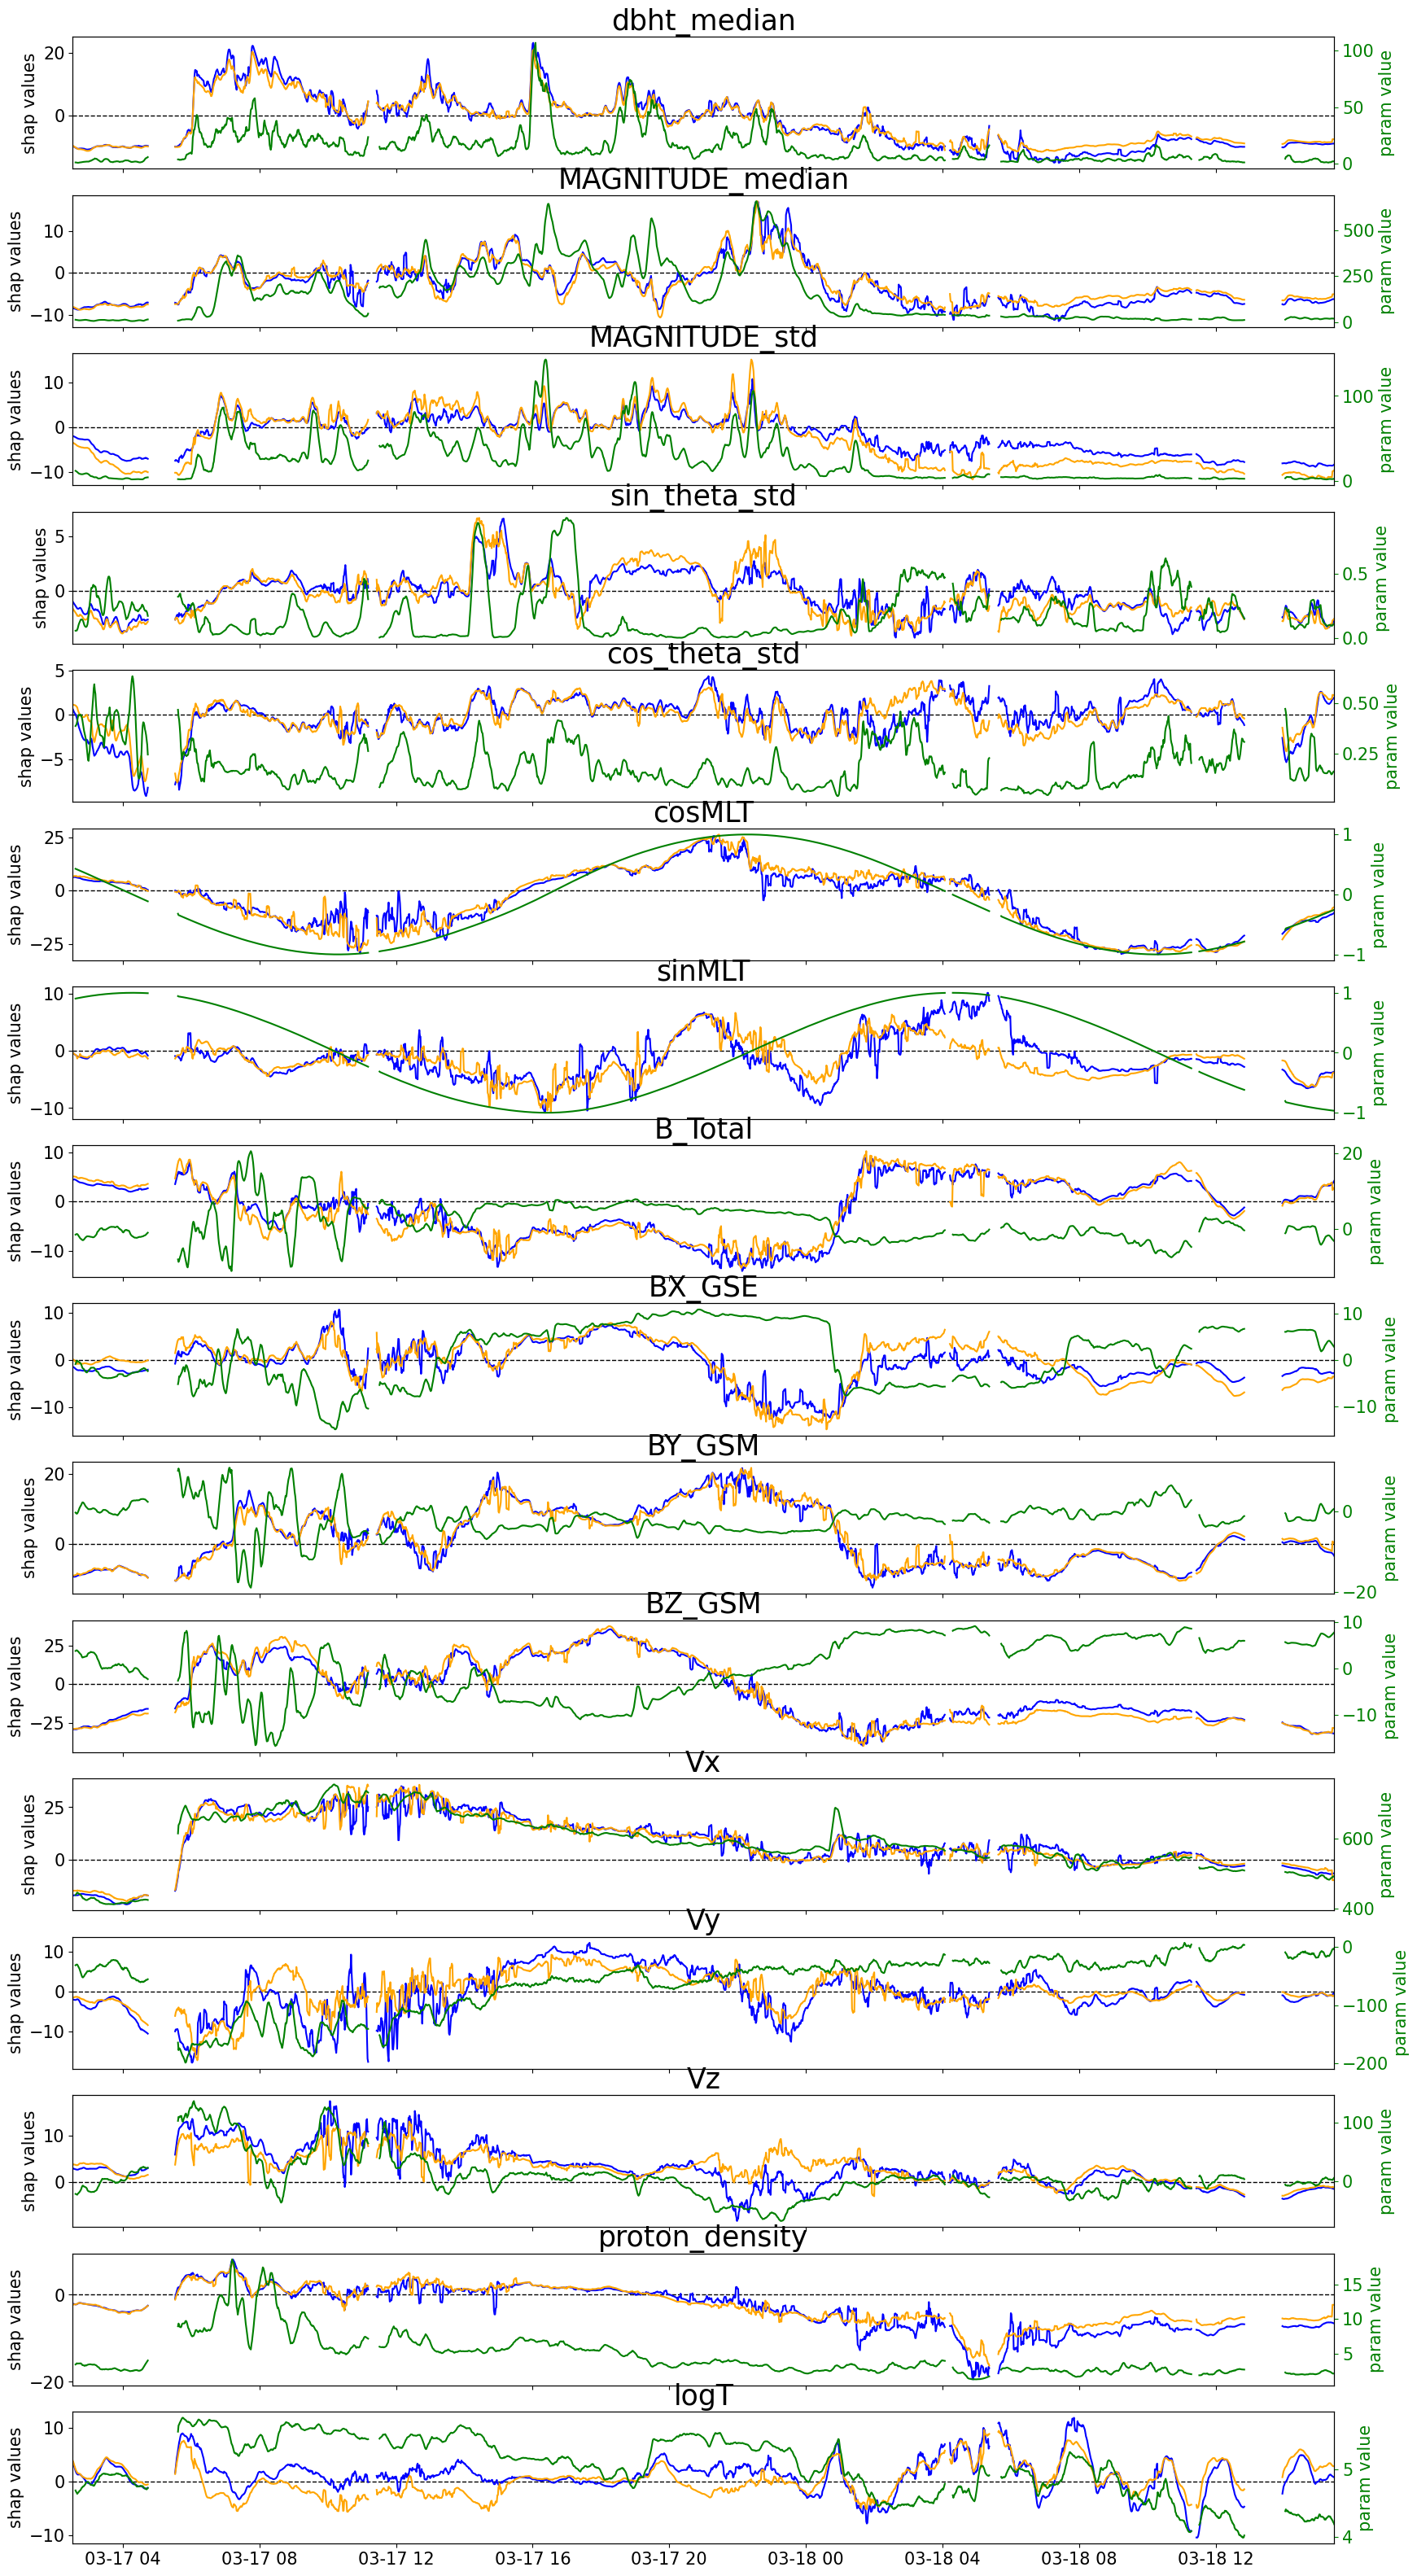 dbht_median
shap values
20
0
100
50
0
param value
MAGNITUDE_median
shap values
10
0
−10
500
250
0
param value
MAGNITUDE_std
shap values
10
0
−10
100
0
param value
sin_theta_std
shap values
5
0
0.5
0.0
param value
cos_theta_std
shap values
5
0
−5
0.50
0.25
param value
cosMLT
shap values
25
0
−25
1
0
−1
param value
sinMLT
shap values
10
0
−10
1
0
−1
param value
B_Total
shap values
10
0
−10
20
0
param value
BX_GSE
shap values
10
0
−10
10
0
−10
param value
BY_GSM
shap values
20
0
0
−20
param value
BZ_GSM
shap values
25
0
−25
10
0
−10
param value
Vx
shap values
25
0
600
400
param value
Vy
shap values
10
0
−10
0
−100
−200
param value
Vz
shap values
10
0
100
0
param value
proton_density
shap values
0
−20
15
10
5
param value
logT
shap values
10
0
−10
5
4
param value
03-17 04 03-17 08 03-17 12 03-17 16 03-17 20 03-18 00 03-18 04 03-18 08 03-18 12